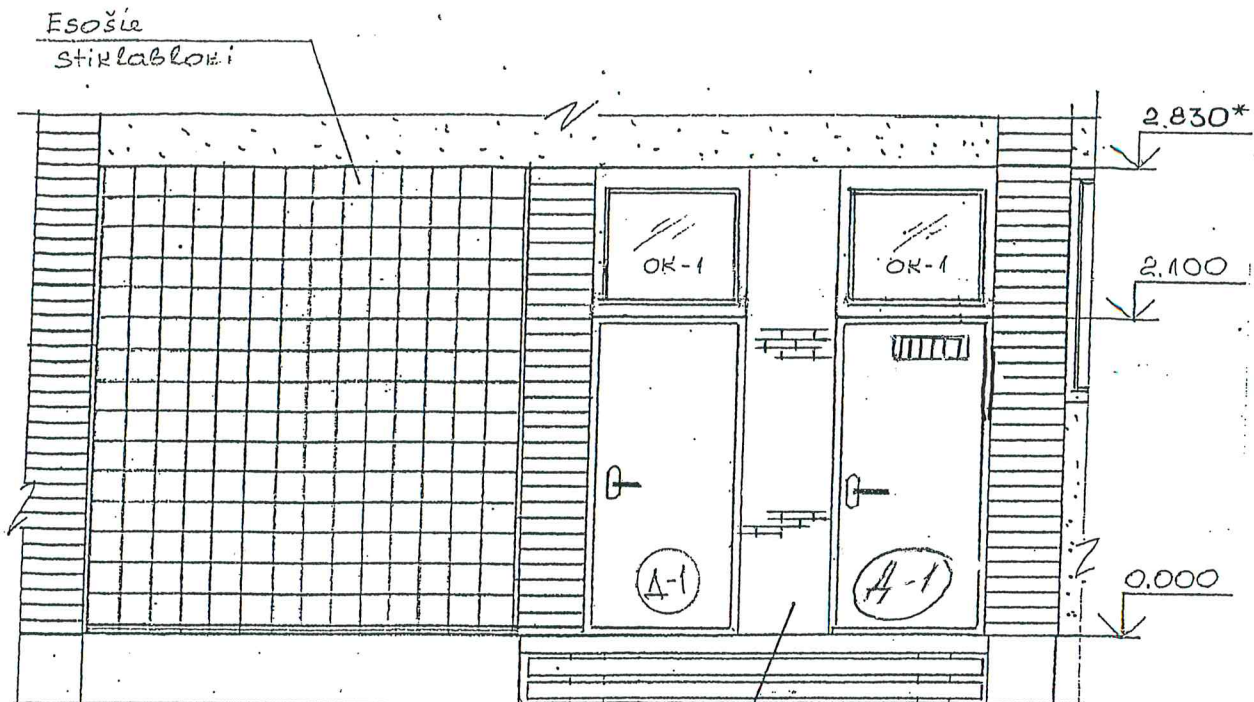 Esošie
stiklabloki
2.830*
OK-1
OK-1
2.100
Д-1
Д-1
0.000